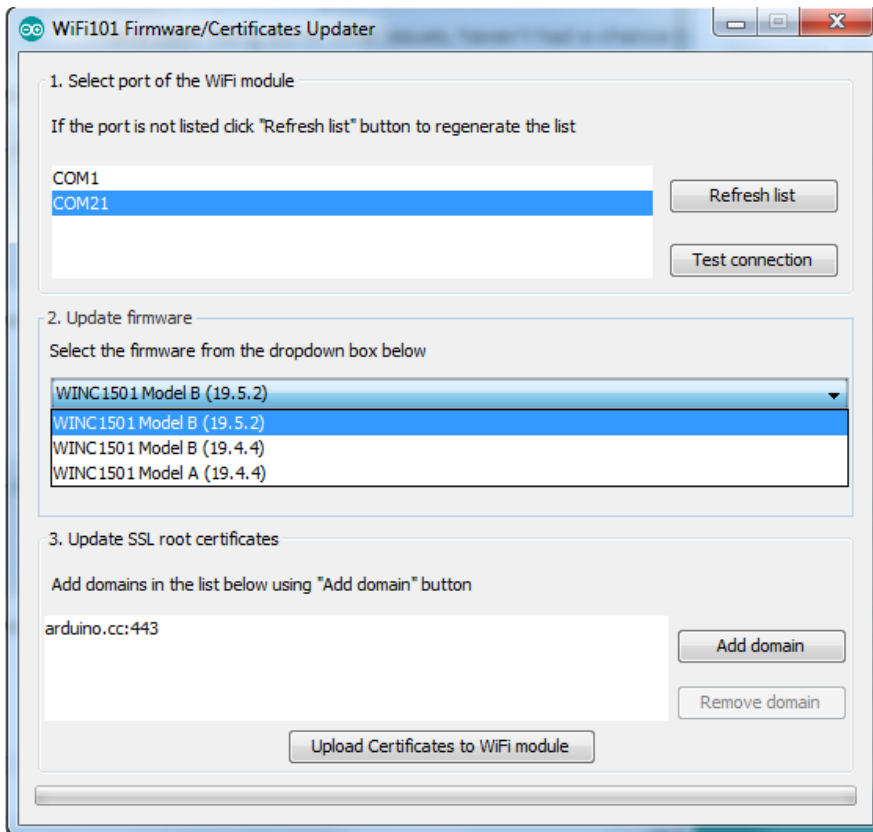 WiFi101 Firmware/Certificates Updater
1. Select port of the WiFi module
If the port is not listed click "Refresh list" button to regenerate the list
COM1
COM21
Refresh list
Test connection
2. Update firmware
Select the firmware from the dropdown box below
WINC1501 Model B (19.5.2)
WINC1501 Model B (19.5.2)
WINC1501 Model B (19.4.4)
WINC1501 Model A (19.4.4)
3. Update SSL root certificates
Add domains in the list below using "Add domain" button
arduino.cc:443
Add domain
Remove domain
Upload Certificates to WiFi module